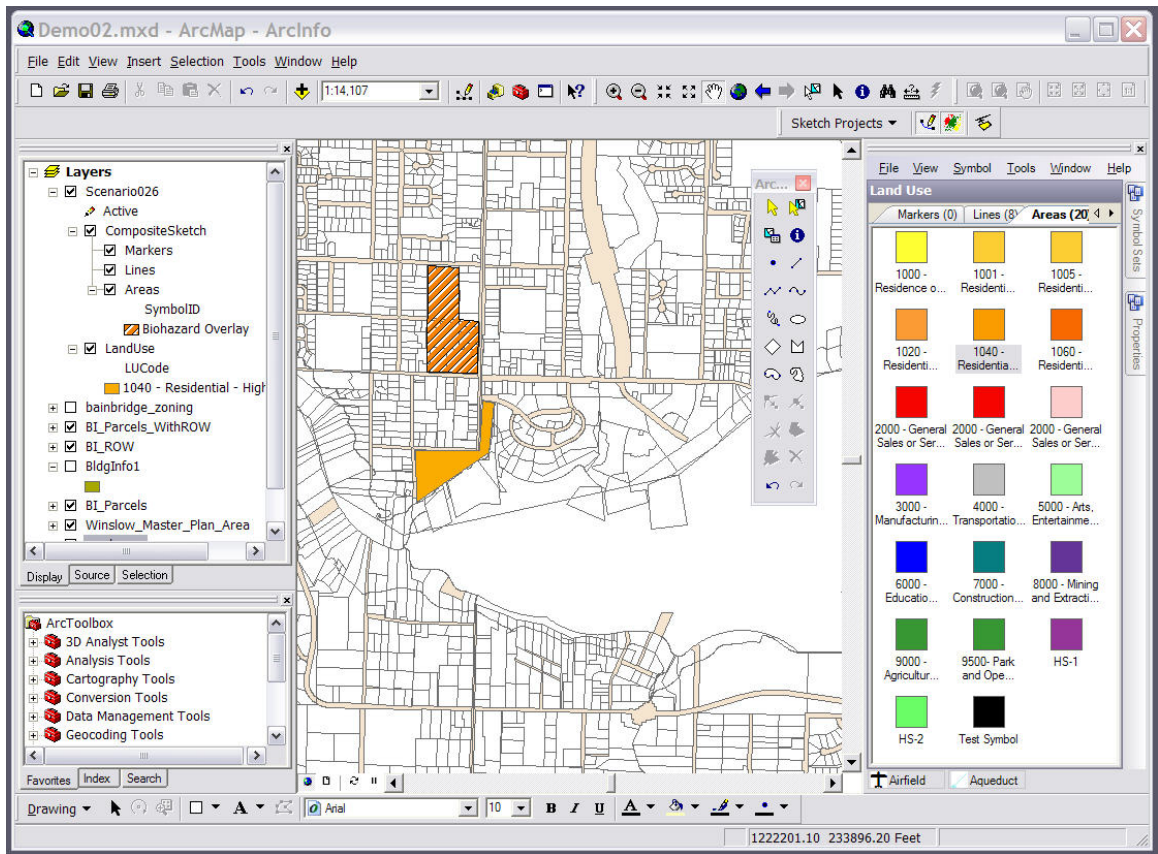 Demo02.mxd - ArcMap - ArcInfo
File Edit View Insert Selection Tools Window Help
1:14,107
Sketch Projects
Layers
Scenario026
Active
CompositeSketch
Markers
Lines
Areas
SymbolID
Biohazard Overlay
LandUse
LUCode
1040 - Residential - High
bainbridge_zoning
BI_Parcels_WithROW
BI_ROW
BldgInfo1
BI_Parcels
Winslow_Master_Plan_Area
Display Source Selection
ArcToolbox
3D Analyst Tools
Analysis Tools
Cartography Tools
Conversion Tools
Data Management Tools
Geocoding Tools
Favorites Index Search
Arc...
File View Symbol Tools Window Help
Land Use
Markers (0) Lines (8) Areas (20)
1000 - Residence o...
1001 - Residenti...
1005 - Residenti...
1020 - Residenti...
1040 - Residentia...
1060 - Residenti...
2000 - General Sales or Ser...
2000 - General Sales or Ser...
2000 - General Sales or Ser...
3000 - Manufacturin...
4000 - Transportatio...
5000 - Arts, Entertainme...
6000 - Educatio...
7000 - Construction...
8000 - Mining and Extracti...
9000 - Agricultur...
9500- Park and Ope...
HS-1
HS-2
Test Symbol
Airfield Aqueduct
Symbol Sets
Properties
Drawing A Arial 10 B I U A
1222201.10 233896.20 Feet